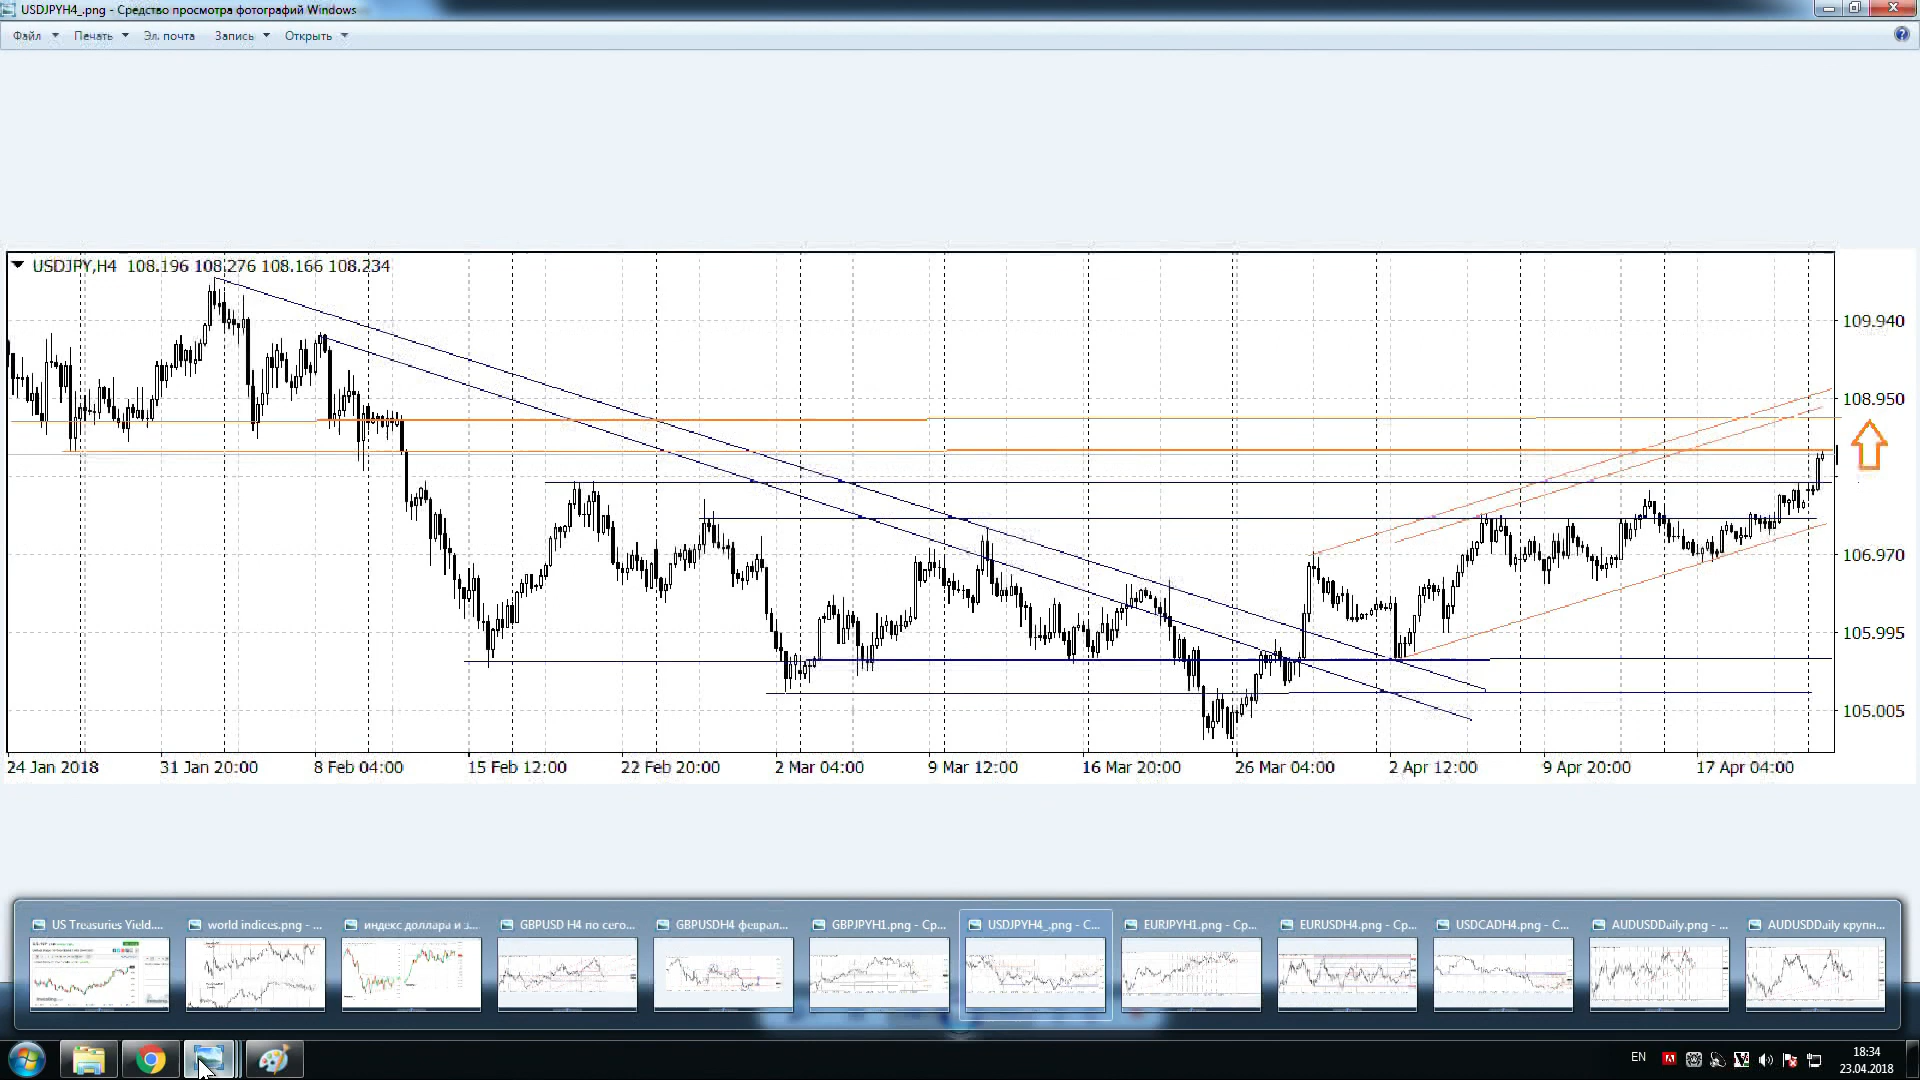 USDJPYH4_.png - Средство просмотра фотографий Windows
Файл Печать Эл. почта Запись Открыть
USDJPY,H4 108.196 108.276 108.166 108.234
109.940
108.950
106.970
105.995
105.005
24 Jan 2018 31 Jan 20:00 8 Feb 04:00 15 Feb 12:00 22 Feb 20:00 2 Mar 04:00 9 Mar 12:00 16 Mar 20:00 26 Mar 04:00 2 Apr 12:00 9 Apr 20:00 17 Apr 04:00
US Treasuries Yield.... world indices.png - ... индекс доллара и з... GBPUSD H4 по сего... GBPUSDH4 феврал... GBPJPYH1.png - Ср... USDJPYH4_.png - С... EURJPYH1.png - Ср... EURUSDH4.png - Ср... USDCADH4.png - С... AUDUSDDaily.png - ... AUDUSDDaily крупн...
EN 18:34
23.04.2018